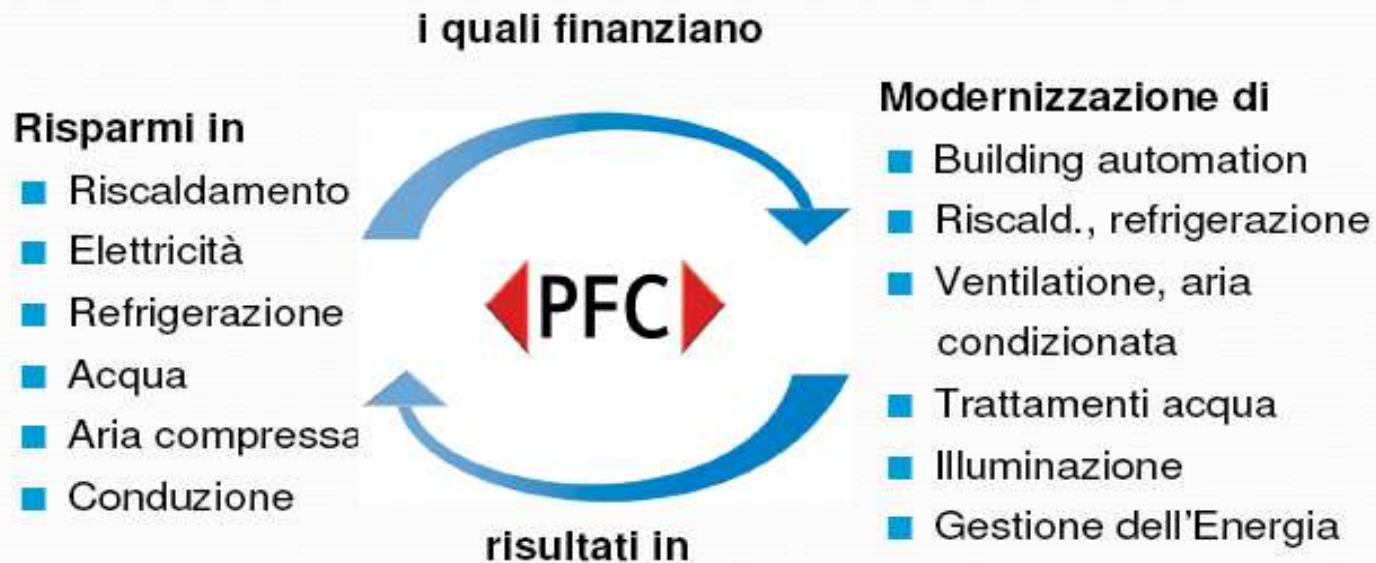 i quali finanziano
Risparmi in
Riscaldamento
Elettricità
Refrigerazione
Acqua
Aria compressa
Conduzione
PFC
Modernizzazione di
Building automation
Riscald., refrigerazione
Ventilatione, aria
condizionata
Trattamenti acqua
Illuminazione
Gestione dell'Energia
risultati in